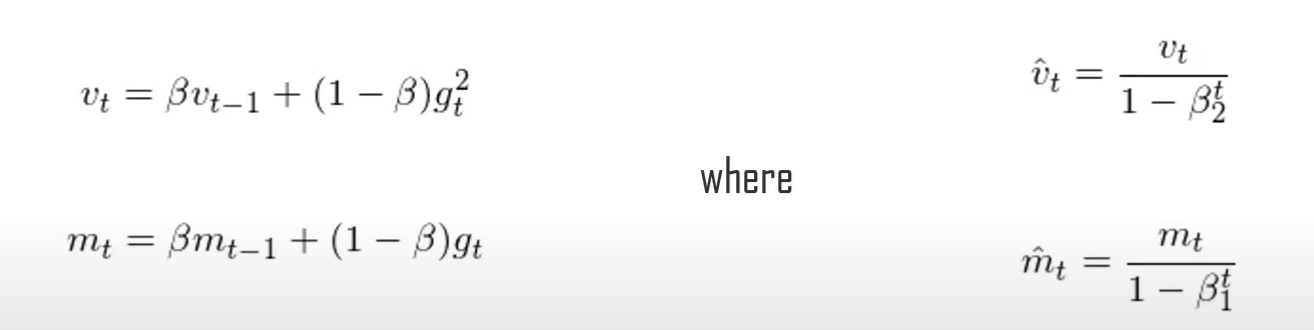 v_t = βv_{t−1} + (1 − β)g_t^2
v̂_t = v_t / (1 − β_2^t)
where
m_t = βm_{t−1} + (1 − β)g_t
m̂_t = m_t / (1 − β_1^t)